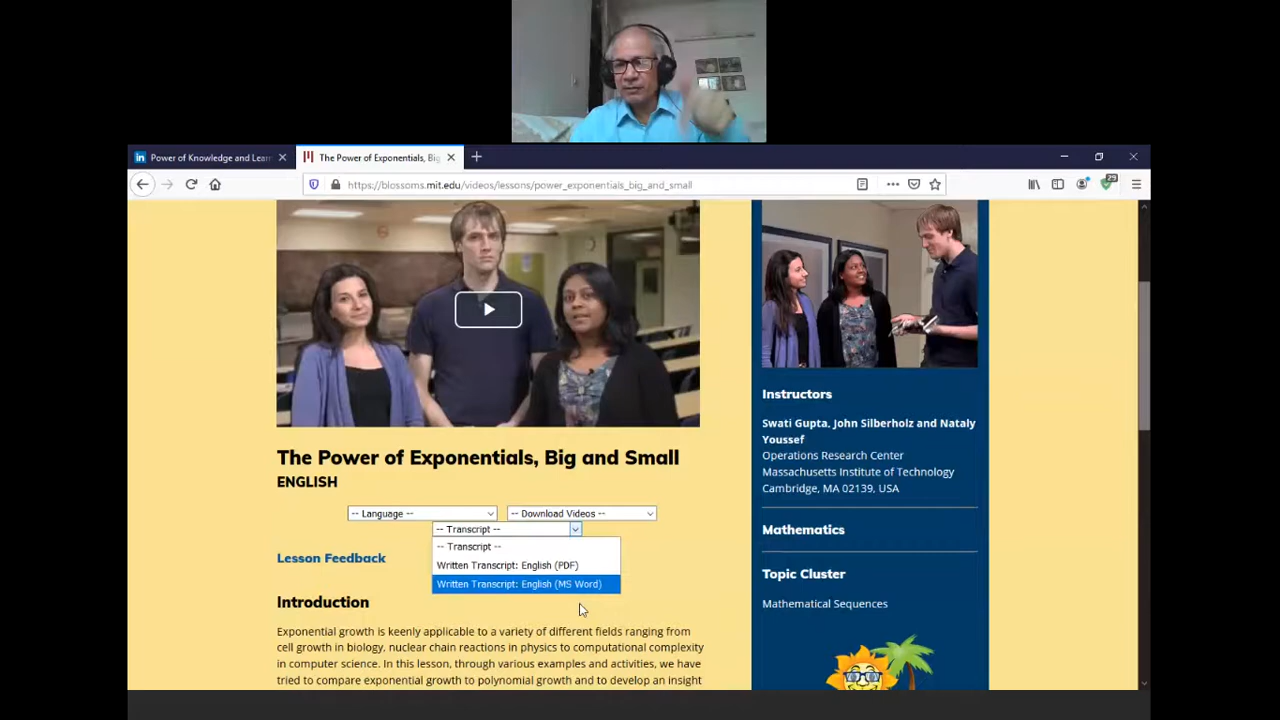 Power of Knowledge and Learn
The Power of Exponentials, Big
29
https://blossoms.mit.edu/videos/lessons/power_exponentials_big_and_small
The Power of Exponentials, Big and Small
ENGLISH
-- Language --
-- Download Videos --
-- Transcript --
-- Transcript --
Written Transcript: English (PDF)
Written Transcript: English (MS Word)
Lesson Feedback
Introduction
Exponential growth is keenly applicable to a variety of different fields ranging from
cell growth in biology, nuclear chain reactions in physics to computational complexity
in computer science. In this lesson, through various examples and activities, we have
tried to compare exponential growth to polynomial growth and to develop an insight
Instructors
Swati Gupta, John Silberholz and Nataly
Youssef
Operations Research Center
Massachusetts Institute of Technology
Cambridge, MA 02139, USA
Mathematics
Topic Cluster
Mathematical Sequences